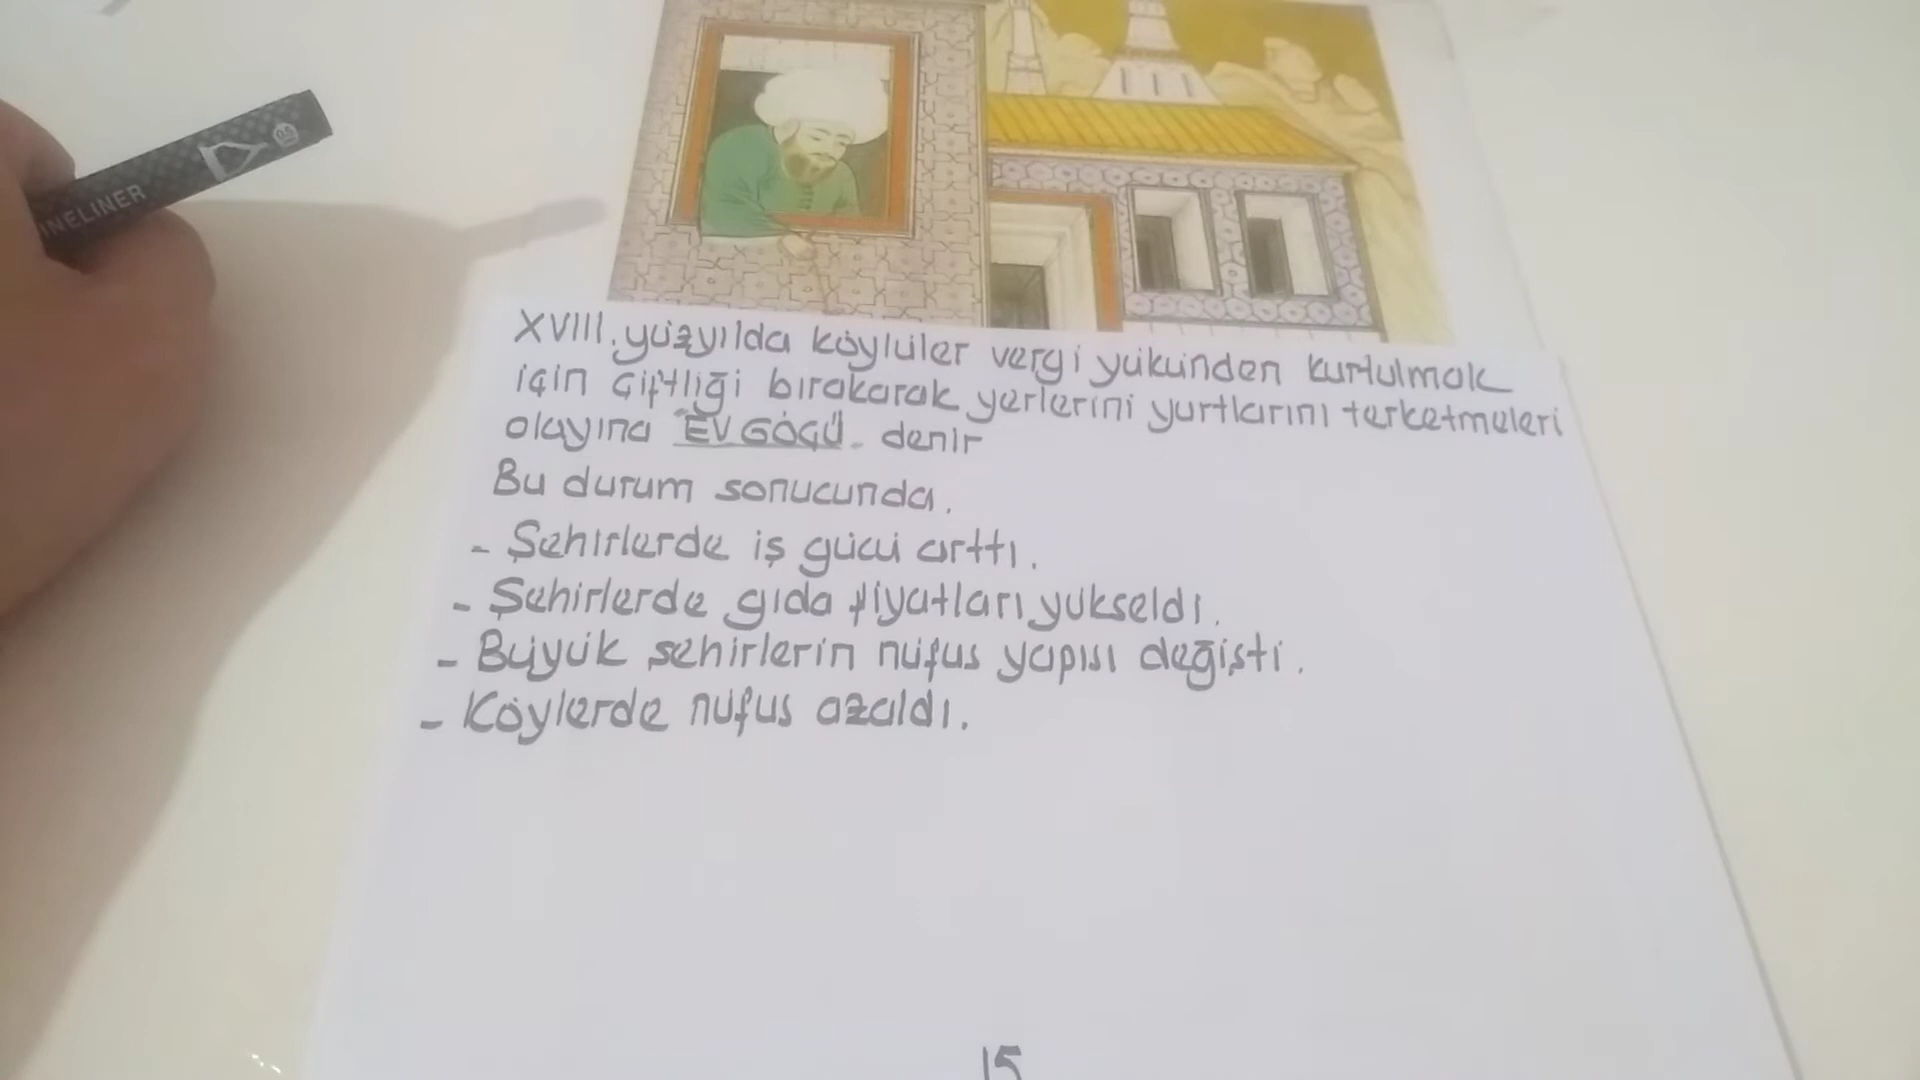 INELINER
XVIII. yüzyılda köylüler vergi yükünden kurtulmak
için çiftliği bırakarak yerlerini yurtlarını terketmeleri
olayına "EV GÖÇÜ" denir
Bu durum sonucunda.
- Şehirlerde iş gücü arttı.
- Şehirlerde gıda fiyatları yükseldi.
- Büyük şehirlerin nüfus yapısı değişti.
- Köylerde nüfus azaldı.
15